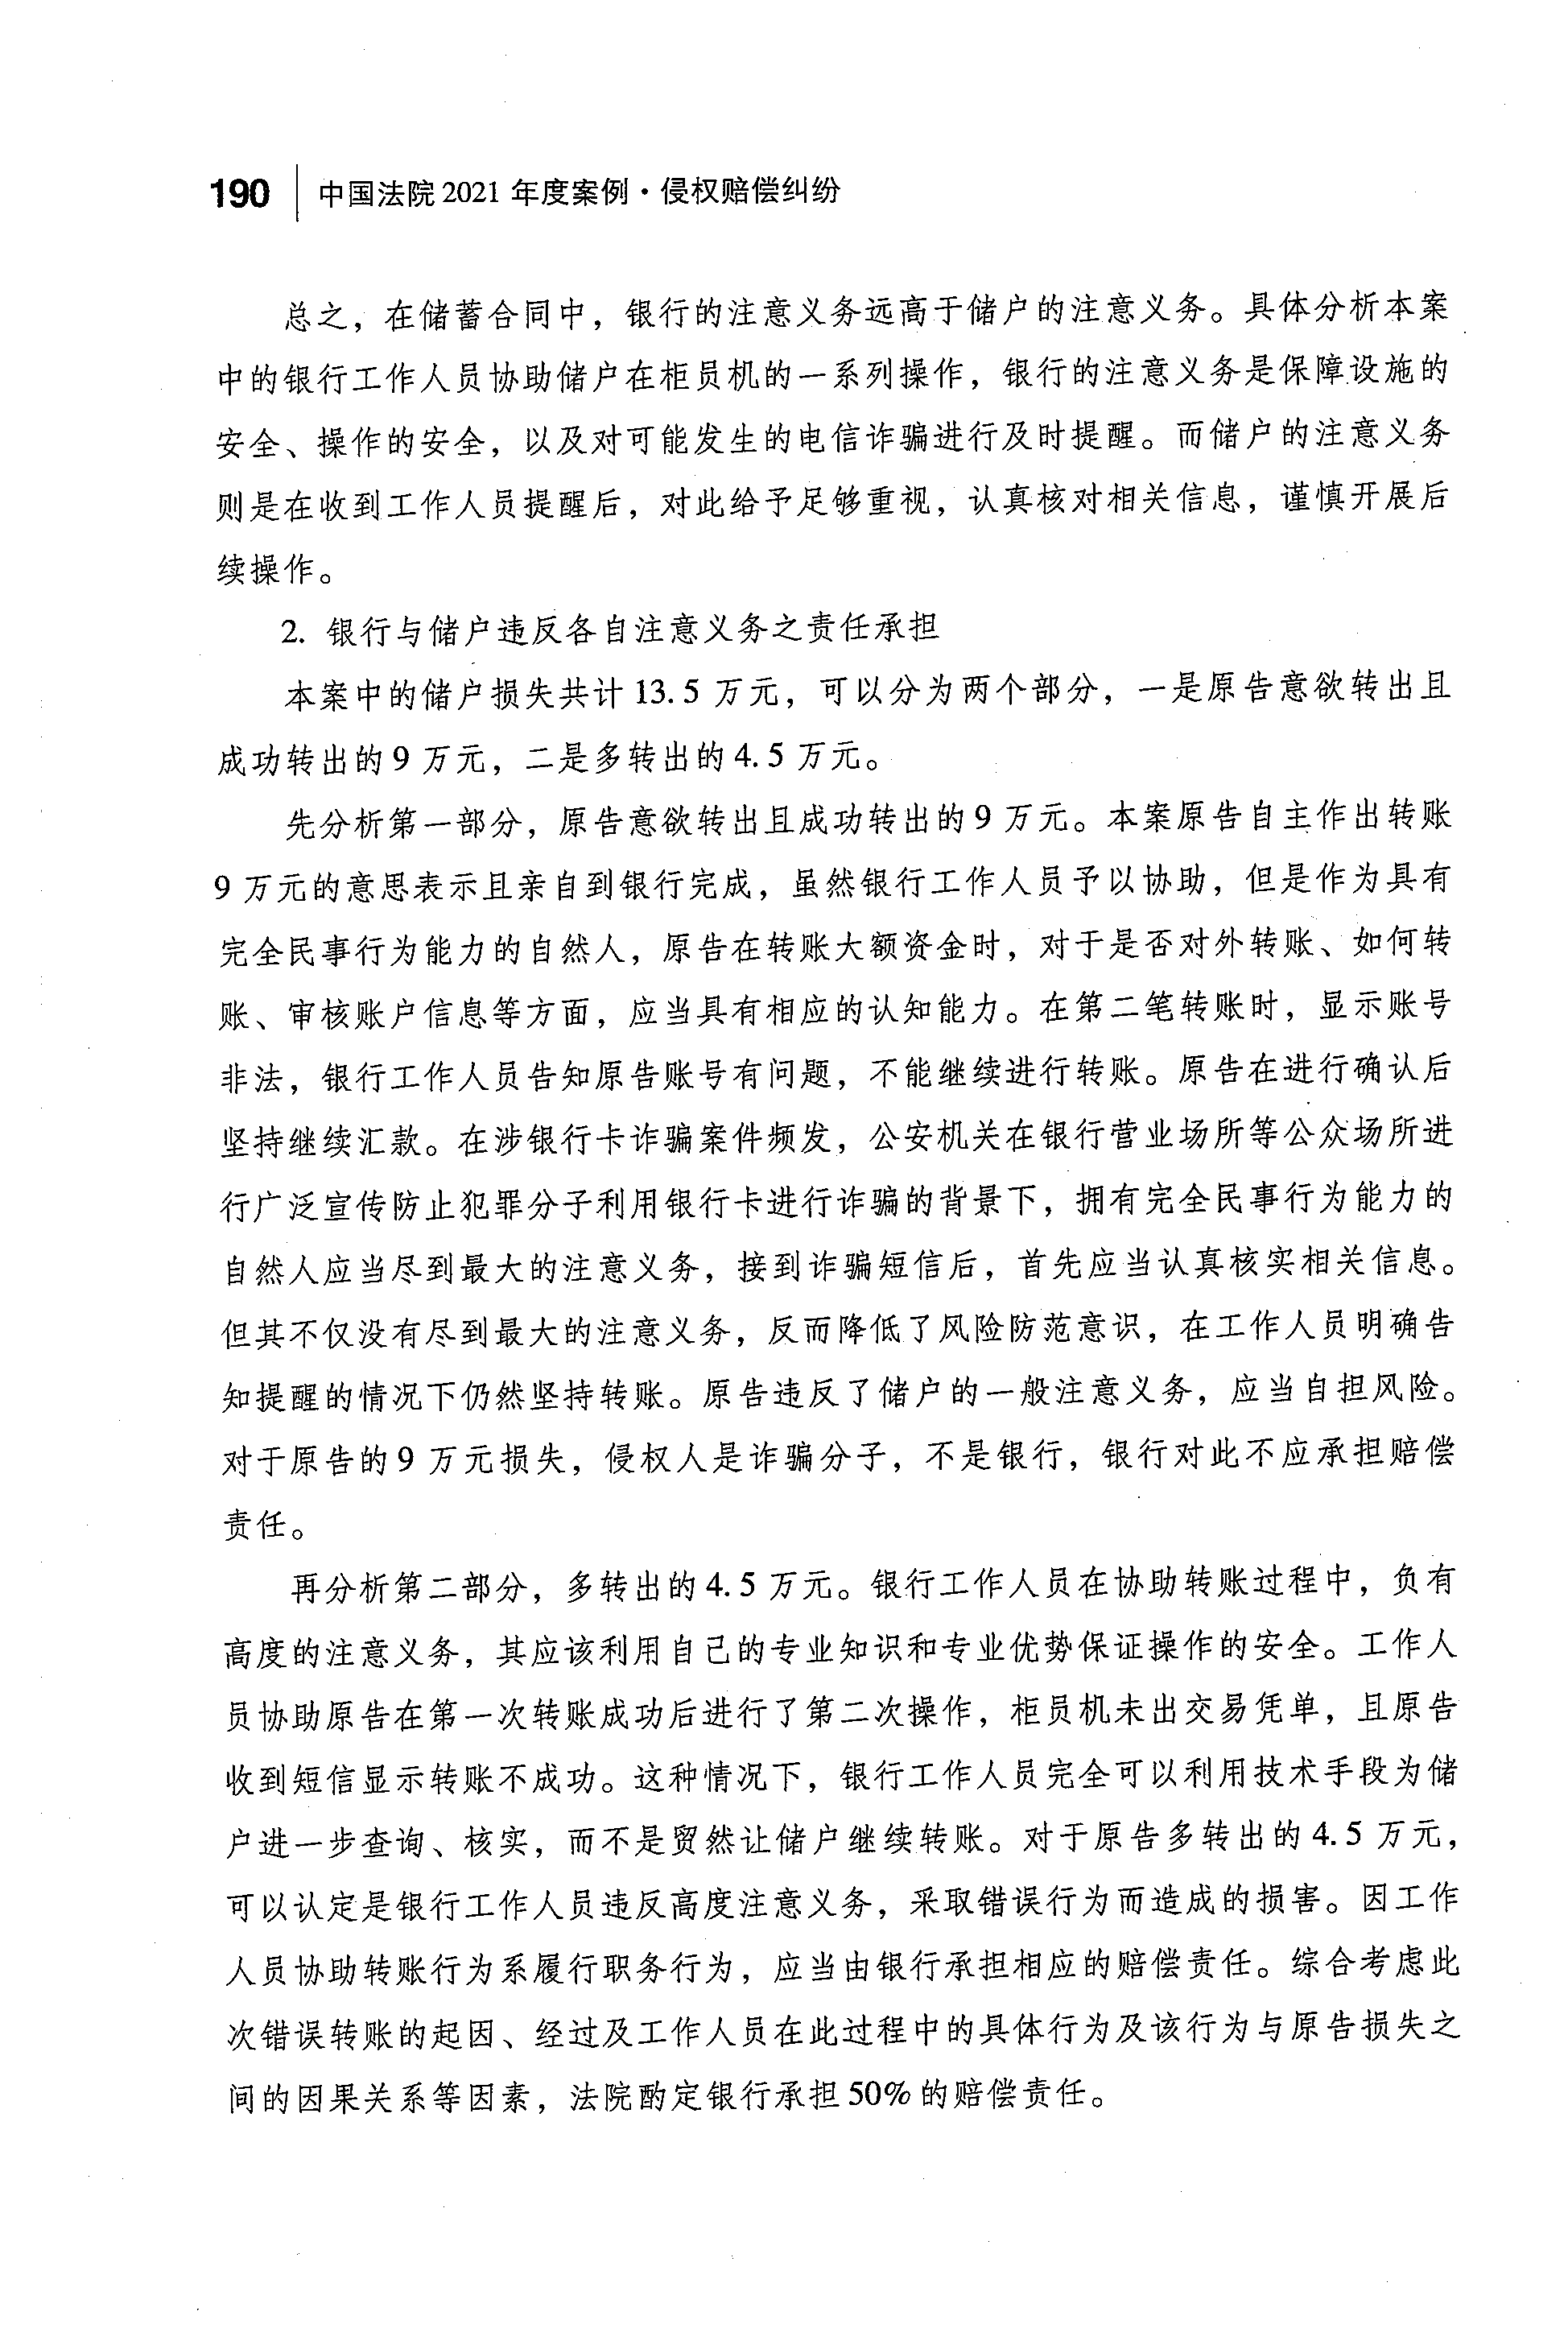 190 中国法院2021年度案例·侵权赔偿纠纷
总之，在储蓄合同中，银行的注意义务远高于储户的注意义务。具体分析本案
中的银行工作人员协助储户在柜员机的一系列操作，银行的注意义务是保障设施的
安全、操作的安全，以及对可能发生的电信诈骗进行及时提醒。而储户的注意义务
则是在收到工作人员提醒后，对此给予足够重视，认真核对相关信息，谨慎开展后
续操作。
2. 银行与储户违反各自注意义务之责任承担
本案中的储户损失共计13.5万元，可以分为两个部分，一是原告意欲转出且
成功转出的9万元，二是多转出的4.5万元。
先分析第一部分，原告意欲转出且成功转出的9万元。本案原告自主作出转账
9万元的意思表示且亲自到银行完成，虽然银行工作人员予以协助，但是作为具有
完全民事行为能力的自然人，原告在转账大额资金时，对于是否对外转账、如何转
账、审核账户信息等方面，应当具有相应的认知能力。在第二笔转账时，显示账号
非法，银行工作人员告知原告账号有问题，不能继续进行转账。原告在进行确认后
坚持继续汇款。在涉银行卡诈骗案件频发，公安机关在银行营业场所等公众场所进
行广泛宣传防止犯罪分子利用银行卡进行诈骗的背景下，拥有完全民事行为能力的
自然人应当尽到最大的注意义务，接到诈骗短信后，首先应当认真核实相关信息。
但其不仅没有尽到最大的注意义务，反而降低了风险防范意识，在工作人员明确告
知提醒的情况下仍然坚持转账。原告违反了储户的一般注意义务，应当自担风险。
对于原告的9万元损失，侵权人是诈骗分子，不是银行，银行对此不应承担赔偿
责任。
再分析第二部分，多转出的4.5万元。银行工作人员在协助转账过程中，负有
高度的注意义务，其应该利用自己的专业知识和专业优势保证操作的安全。工作人
员协助原告在第一次转账成功后进行了第二次操作，柜员机未出交易凭单，且原告
收到短信显示转账不成功。这种情况下，银行工作人员完全可以利用技术手段为储
户进一步查询、核实，而不是贸然让储户继续转账。对于原告多转出的4.5万元，
可以认定是银行工作人员违反高度注意义务，采取错误行为而造成的损害。因工作
人员协助转账行为系履行职务行为，应当由银行承担相应的赔偿责任。综合考虑此
次错误转账的起因、经过及工作人员在此过程中的具体行为及该行为与原告损失之
间的因果关系等因素，法院酌定银行承担50%的赔偿责任。